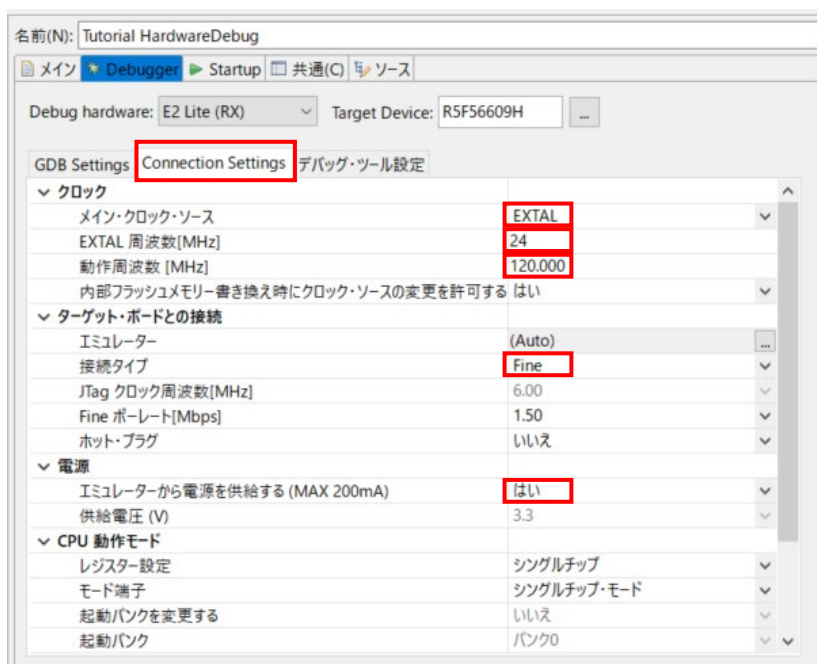 名前(N): Tutorial HardwareDebug
メイン Debugger Startup 共通(C) ソース
Debug hardware: E2 Lite (RX) Target Device: R5F56609H ...
GDB Settings Connection Settings デバッグ・ツール設定
クロック
メイン・クロック・ソース EXTAL
EXTAL 周波数[MHz] 24
動作周波数 [MHz] 120.000
内部フラッシュメモリー書き換え時にクロック・ソースの変更を許可する はい
ターゲット・ボードとの接続
エミュレーター (Auto) ...
接続タイプ Fine
JTag クロック周波数[MHz] 6.00
Fine ボーレート[Mbps] 1.50
ホット・プラグ いいえ
電源
エミュレーターから電源を供給する (MAX 200mA) はい
供給電圧 (V) 3.3
CPU 動作モード
レジスター設定 シングルチップ
モード端子 シングルチップ・モード
起動バンクを変更する いいえ
起動バンク バンク0